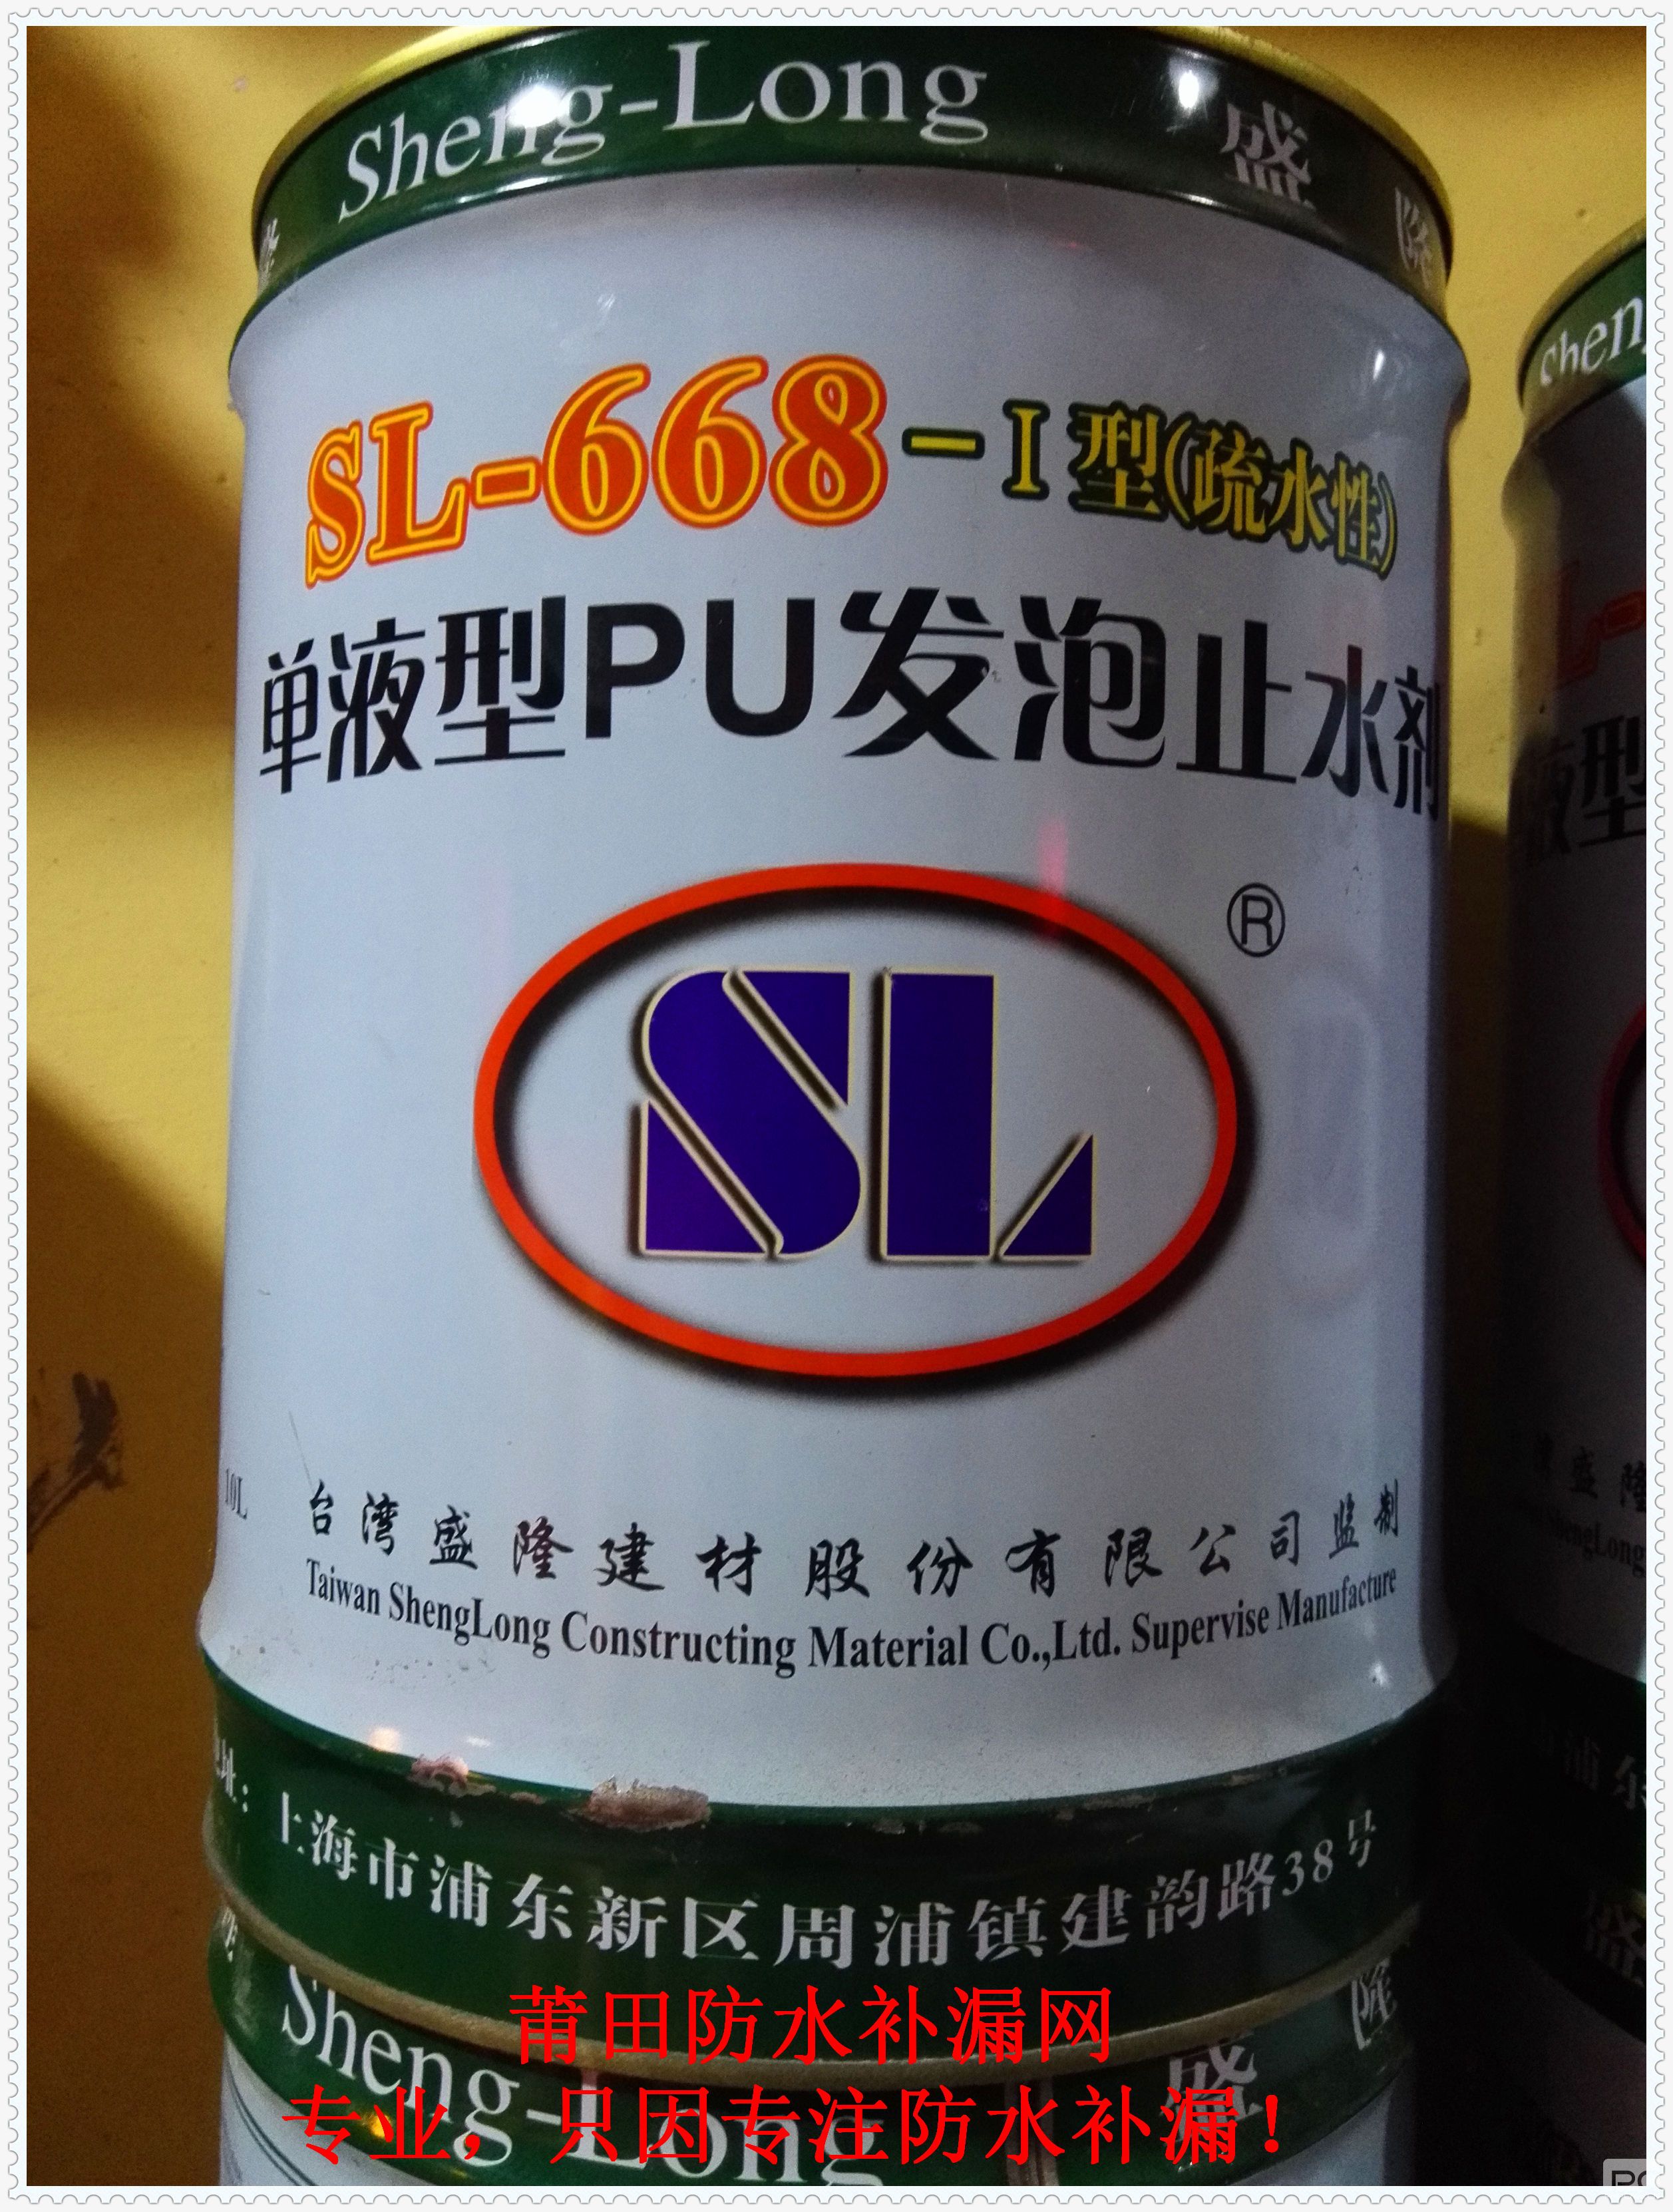 Sheng-Long 盛 隆
SL-668-I型(疏水性)
单液型PU发泡止水剂
®
SL
10L
台湾盛隆建材股份有限公司监制
Taiwan ShengLong Constructing Material Co.,Ltd. Supervise Manufacture
址：上海市浦东新区周浦镇建韵路38号
Sheng-Long 盛 隆
莆田防水补漏网
专业，只因专注防水补漏！